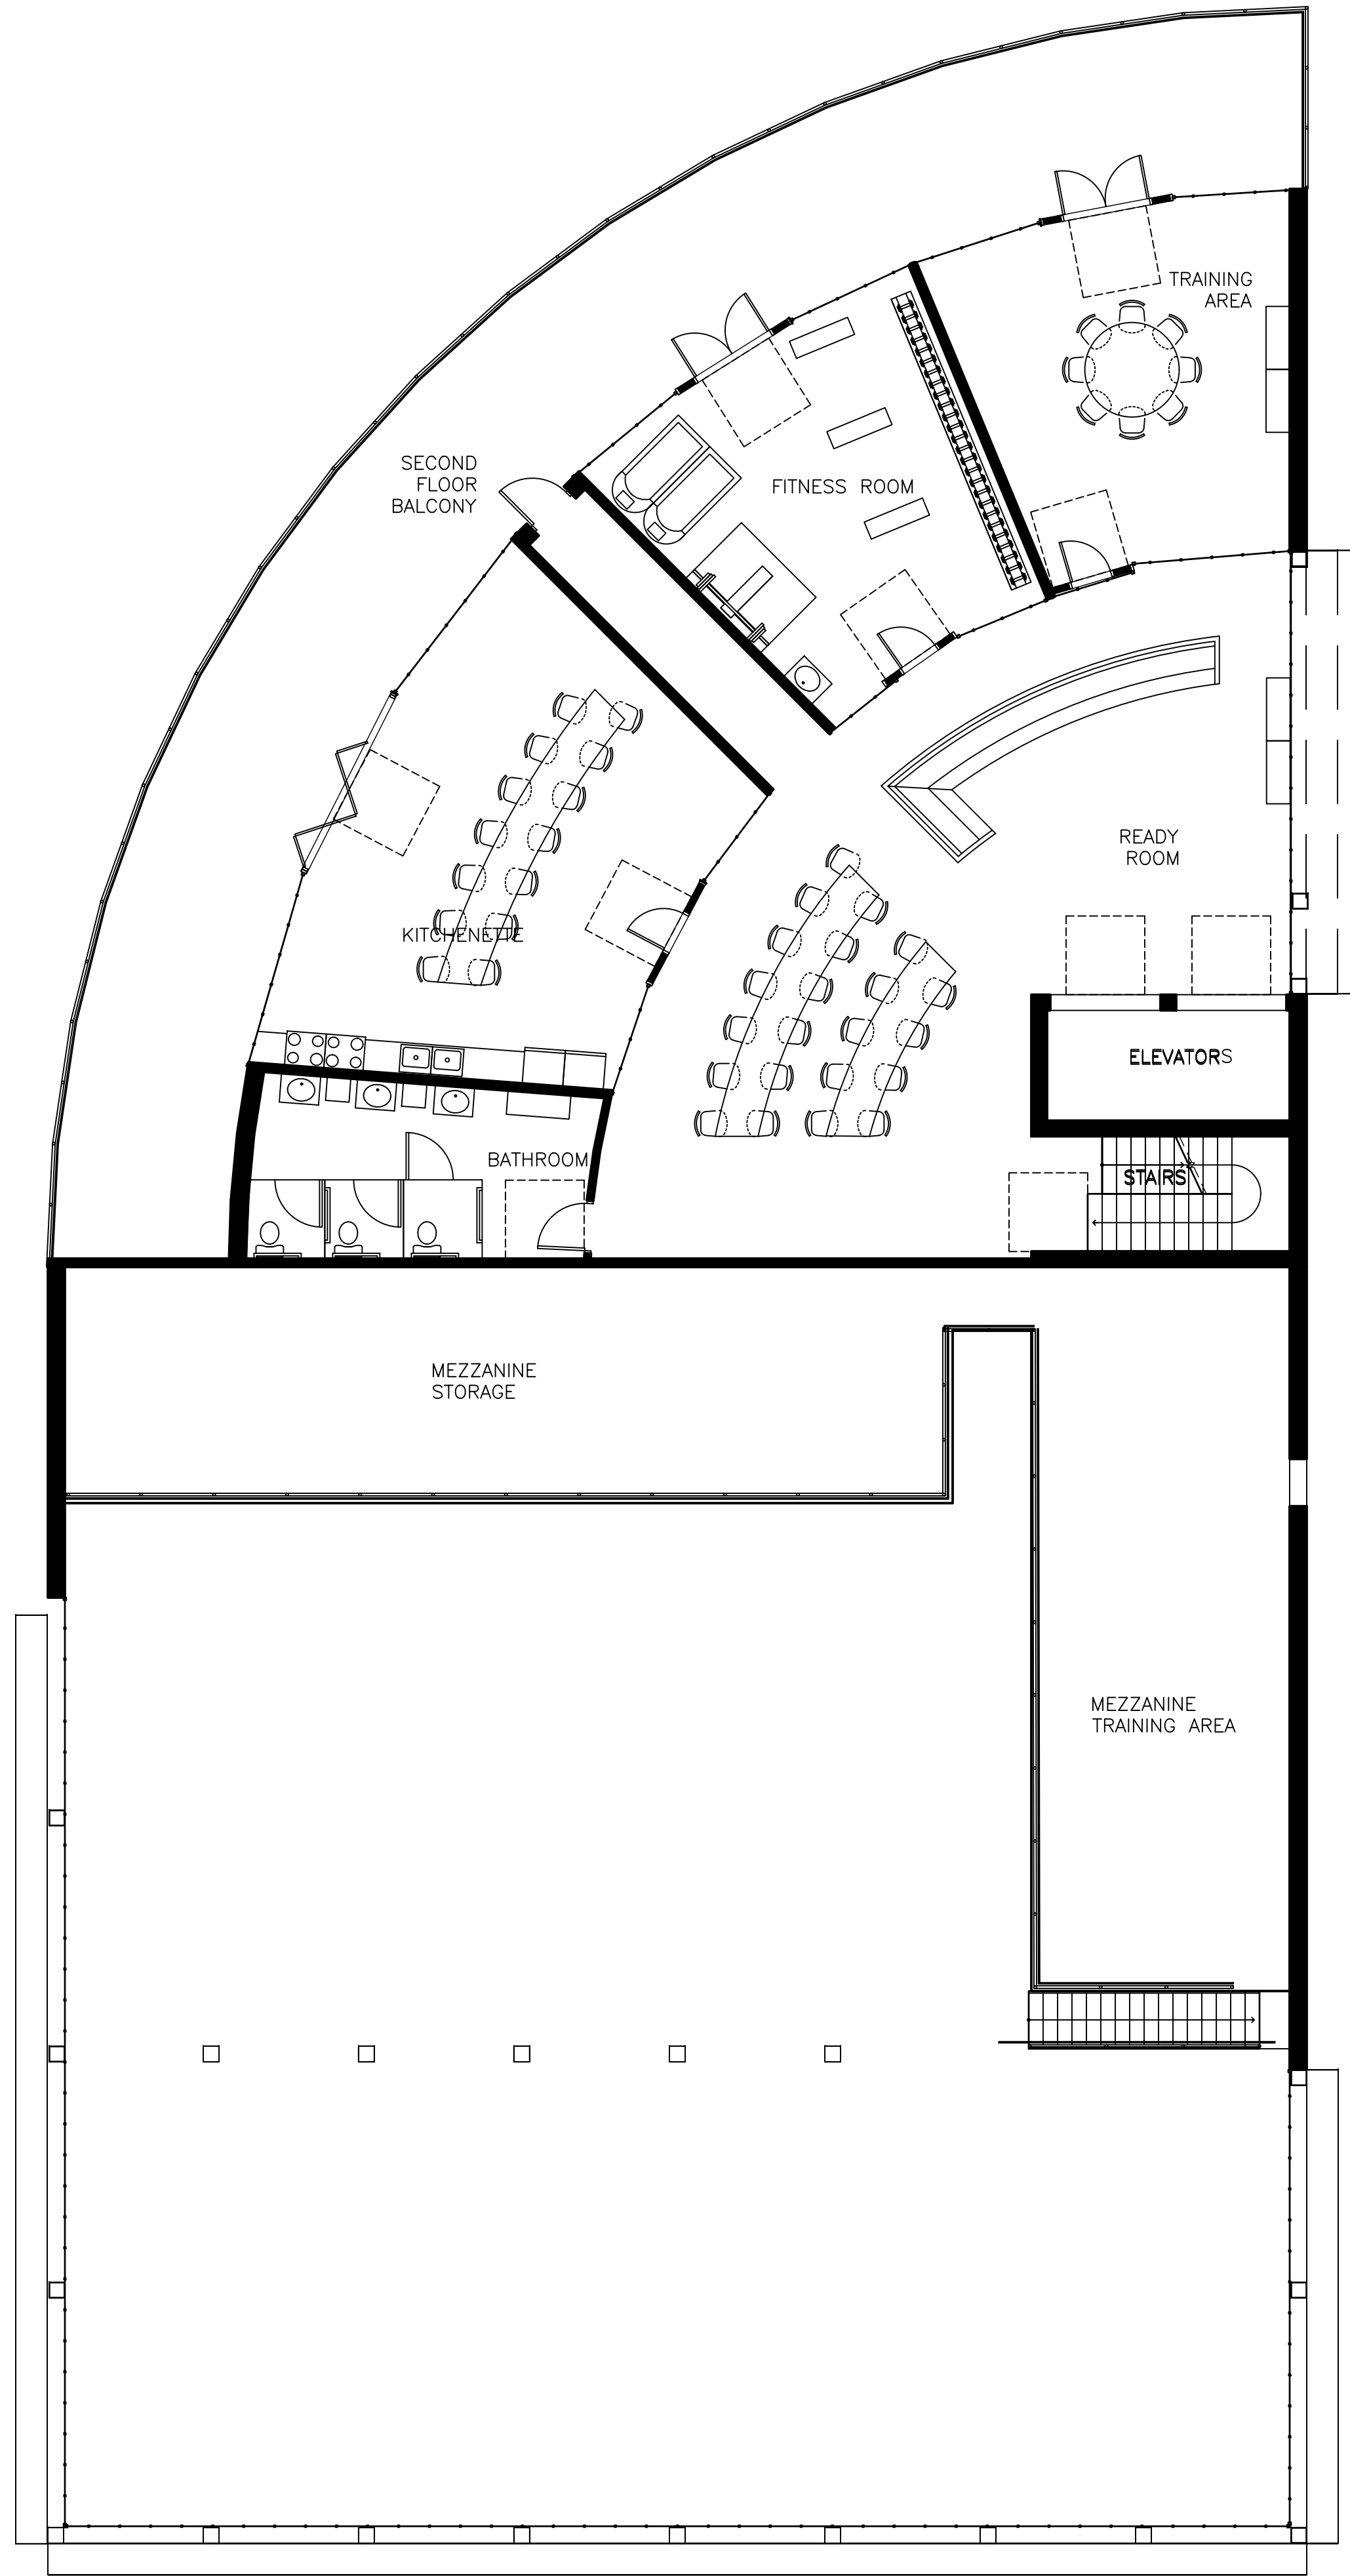 TRAINING
AREA
SECOND
FLOOR
BALCONY
FITNESS ROOM
READY
ROOM
KITCHENETTE
ELEVATORS
BATHROOM
STAIRS
MEZZANINE
STORAGE
MEZZANINE
TRAINING AREA